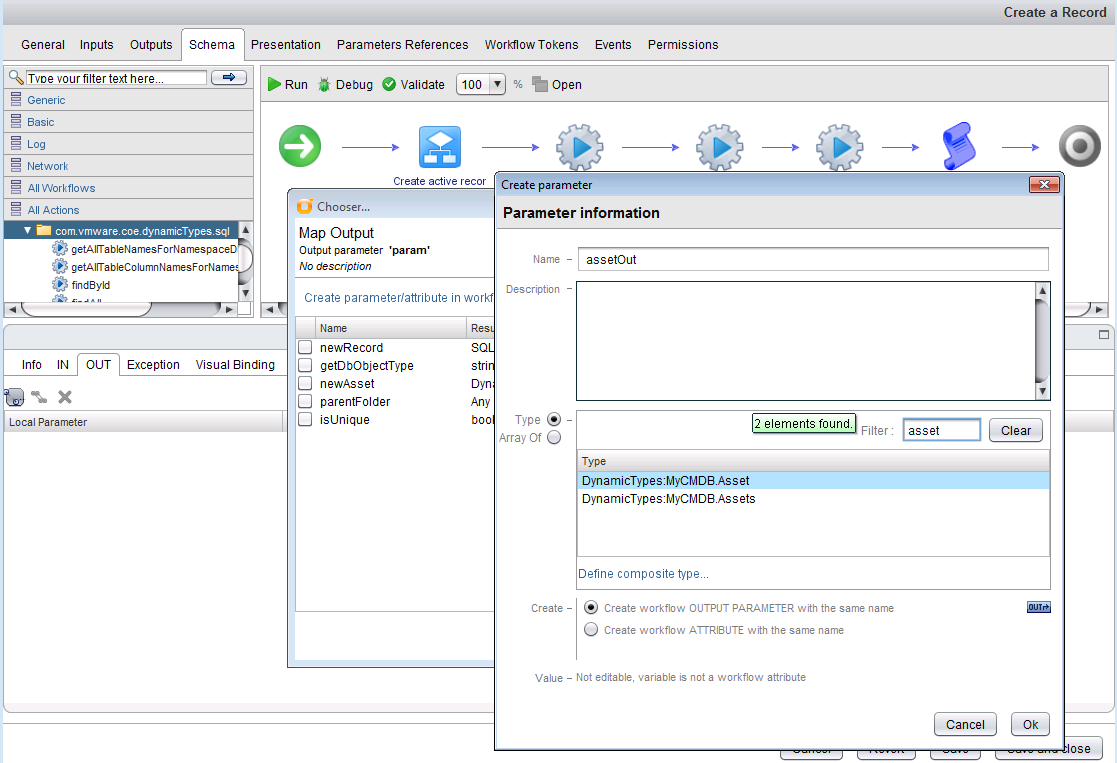 Create a Record
General Inputs Outputs Schema Presentation Parameters References Workflow Tokens Events Permissions
Type your filter text here...
Run Debug Validate 100 % Open
Generic
Basic
Log
Network
All Workflows
All Actions
com.vmware.coe.dynamicTypes.sql
getAllTableNamesForNamespaceD
getAllTableColumnNamesForNames
findById
Create active recor
Info IN OUT Exception Visual Binding
Local Parameter
Chooser...
Map Output
Output parameter 'param'
No description
Create parameter/attribute in workf
Name Resu
newRecord SQL
getDbObjectType strin
newAsset Dyna
parentFolder Any
isUnique bool
Create parameter
Parameter information
Name assetOut
Description
Type
Array Of
2 elements found.
Filter : asset Clear
Type
DynamicTypes:MyCMDB.Asset
DynamicTypes:MyCMDB.Assets
Define composite type...
Create Create workflow OUTPUT PARAMETER with the same name OUT
Create workflow ATTRIBUTE with the same name
Value Not editable, variable is not a workflow attribute
Cancel Ok
Cancel Revert Save Save and close